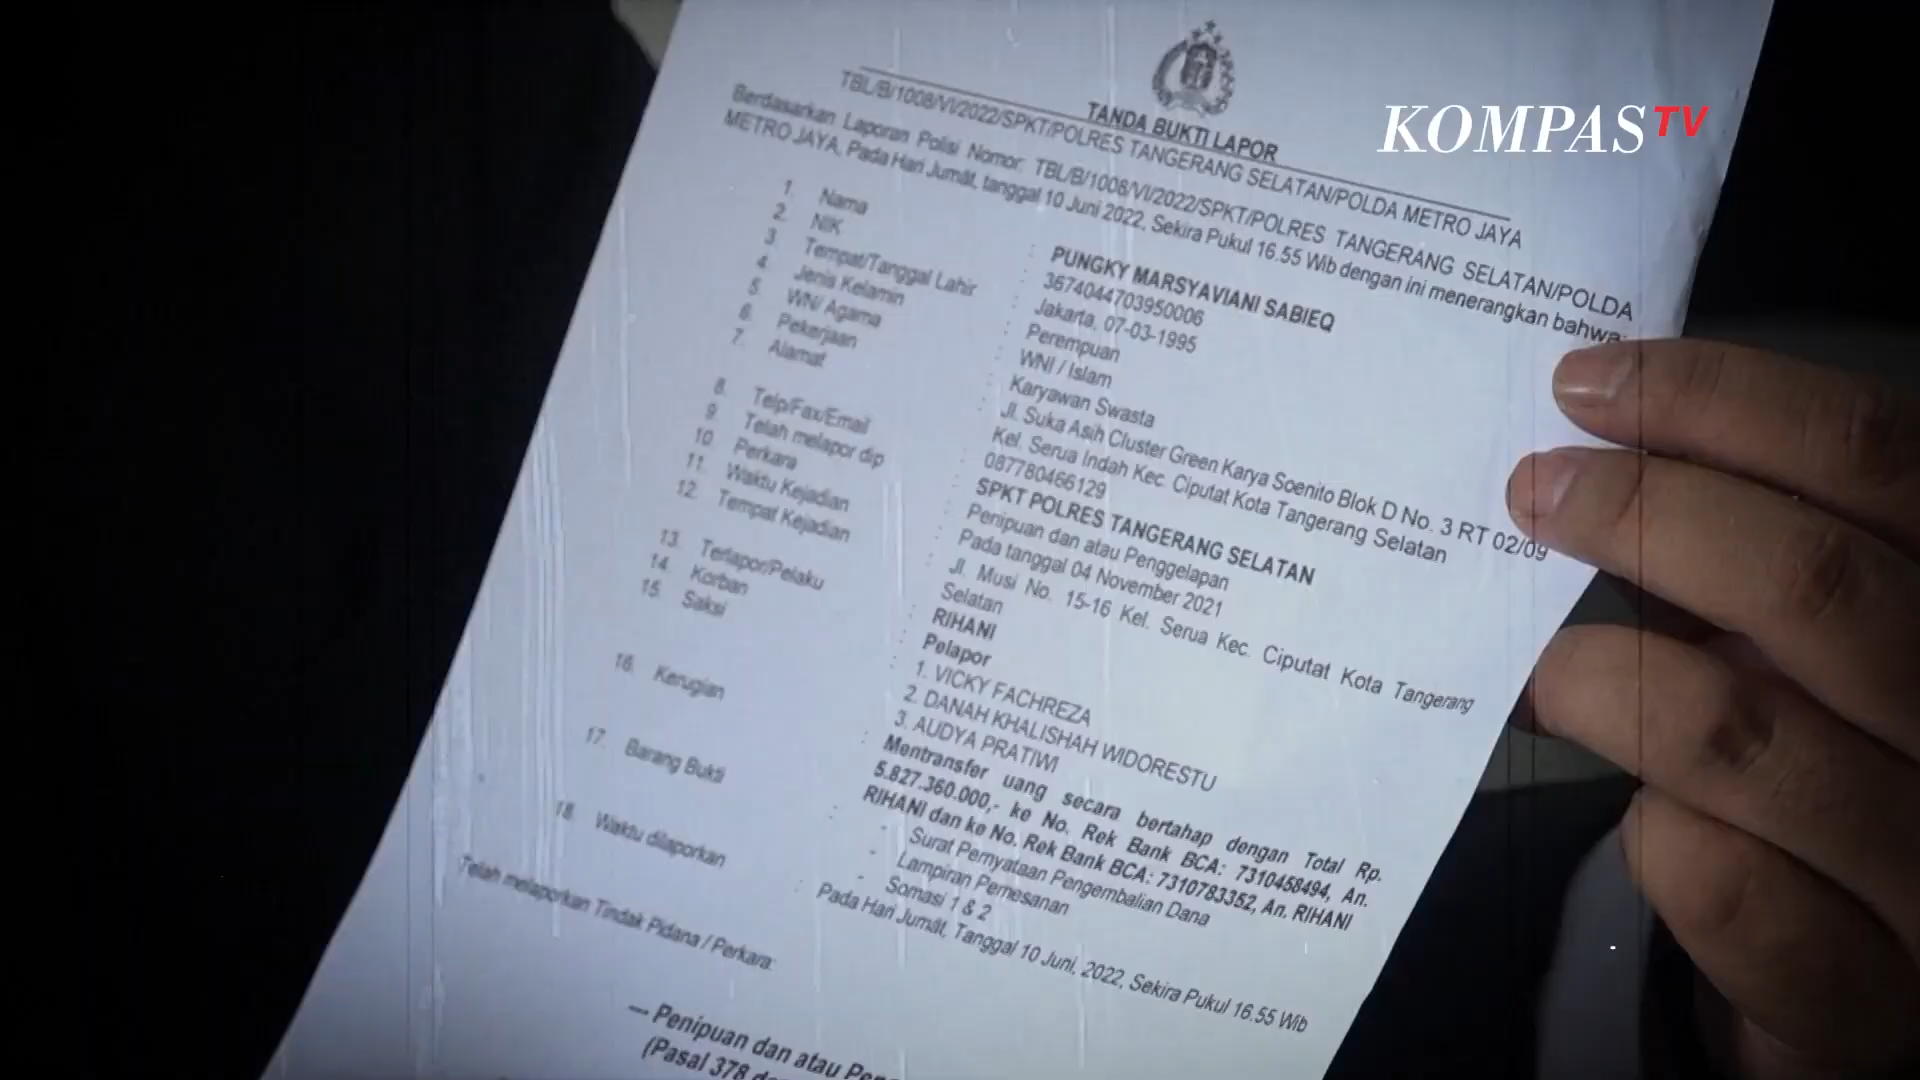 KOMPAS TV
TANDA BUKTI LAPOR
TBL/B/1008/VI/2022/SPKT/POLRES TANGERANG SELATAN/POLDA METRO JAYA
Berdasarkan Laporan Polisi Nomor: TBL/B/1008/VI/2022/SPKT/POLRES TANGERANG SELATAN/POLDA
METRO JAYA, Pada Hari Jumát, tanggal 10 Juni 2022, Sekira Pukul 16.55 Wib dengan ini menerangkan bahwa:
1. Nama : PUNGKY MARSYAVIANI SABIEQ
2. NIK : 3674044703950006
3. Tempat/Tanggal Lahir : Jakarta, 07-03-1995
4. Jenis Kelamin : Perempuan
5. WN/ Agama : WNI / Islam
6. Pekerjaan : Karyawan Swasta
7. Alamat : Jl. Suka Asih Cluster Green Karya Soenito Blok D No. 3 RT 02/09
Kel. Serua Indah Kec. Ciputat Kota Tangerang Selatan
8. Telp/Fax/Email : 087780466129
9. Telah melapor dip : SPKT POLRES TANGERANG SELATAN
10. Perkara : Penipuan dan atau Penggelapan
11. Waktu Kejadian : Pada tanggal 04 November 2021
12. Tempat Kejadian : Jl. Musi No. 15-16 Kel. Serua Kec. Ciputat Kota Tangerang
Selatan
13. Terlapor/Pelaku : RIHANI
14. Korban : Pelapor
15. Saksi : 1. VICKY FACHREZA
2. DANAH KHALISHAH WIDORESTU
3. AUDYA PRATIWI
16. Kerugian : Mentransfer uang secara bertahap dengan Total Rp.
5.827.360.000,- ke No. Rek Bank BCA: 7310458494, An.
RIHANI dan ke No. Rek Bank BCA: 7310783352, An. RIHANI
17. Barang Bukti : - Surat Pernyataan Pengembalian Dana
- Lampiran Pemesanan
- Somasi 1 & 2
18. Waktu dilaporkan : Pada Hari Jumát, Tanggal 10 Juni, 2022, Sekira Pukul 16.55 Wib
Telah melaporkan Tindak Pidana / Perkara:
--- Penipuan dan atau
(Pasal 378